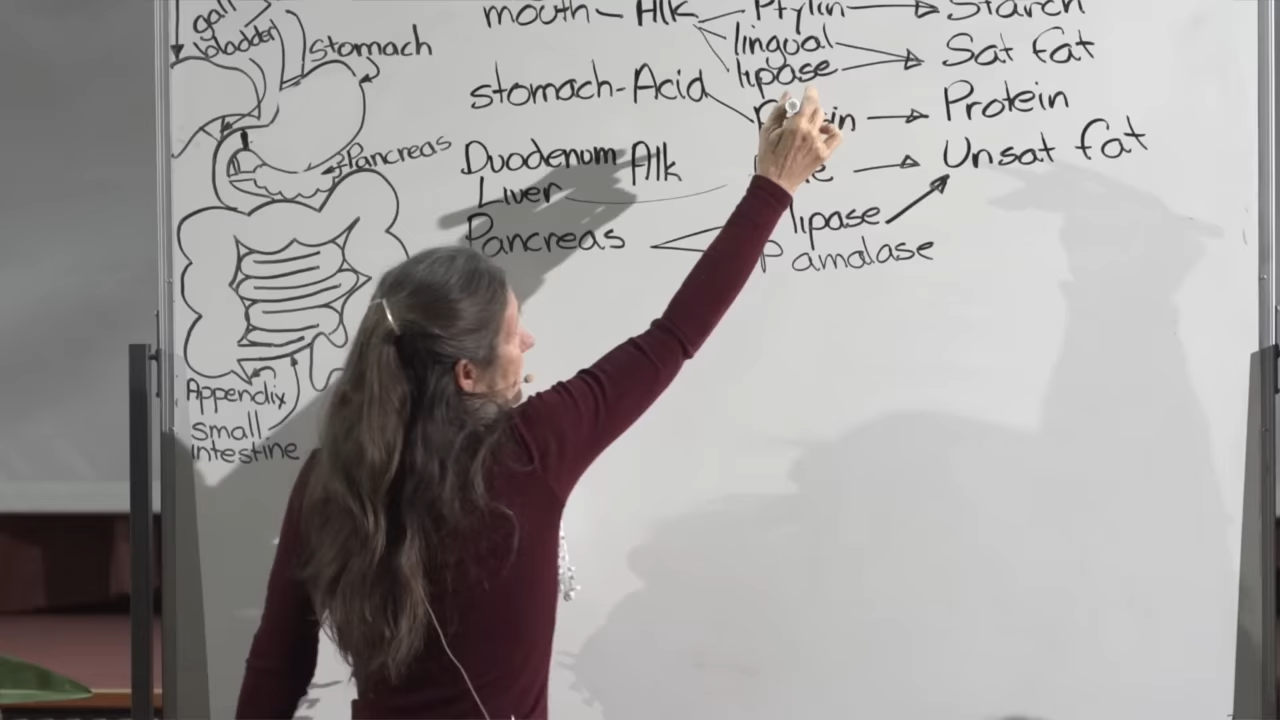 gall
bladder
stomach
Pancreas
Appendix
small
intestine
mouth - Alk Ptylin Starch
lingual
lipase Sat fat
stomach - Acid Protein
Duodenum Alk Unsat fat
Liver
Pancreas lipase
P amalase